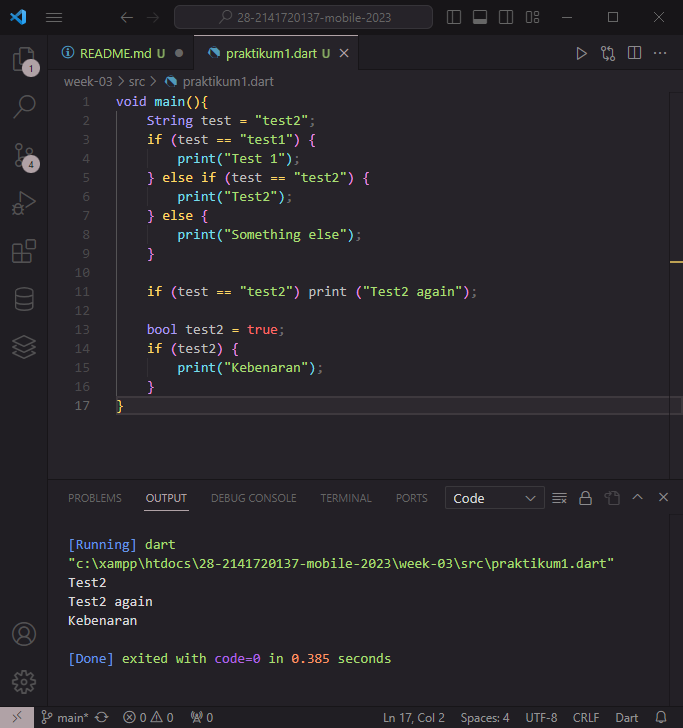 28-2141720137-mobile-2023
README.md U
praktikum1.dart U
week-03 > src > praktikum1.dart
1
4
1 void main(){
2 String test = "test2";
3 if (test == "test1") {
4 print("Test 1");
5 } else if (test == "test2") {
6 print("Test2");
7 } else {
8 print("Something else");
9 }
10
11 if (test == "test2") print ("Test2 again");
12
13 bool test2 = true;
14 if (test2) {
15 print("Kebenaran");
16 }
17 }
PROBLEMS OUTPUT DEBUG CONSOLE TERMINAL PORTS Code
[Running] dart
"c:\xampp\htdocs\28-2141720137-mobile-2023\week-03\src\praktikum1.dart"
Test2
Test2 again
Kebenaran
[Done] exited with code=0 in 0.385 seconds
main* 0 0 0 Ln 17, Col 2 Spaces: 4 UTF-8 CRLF Dart